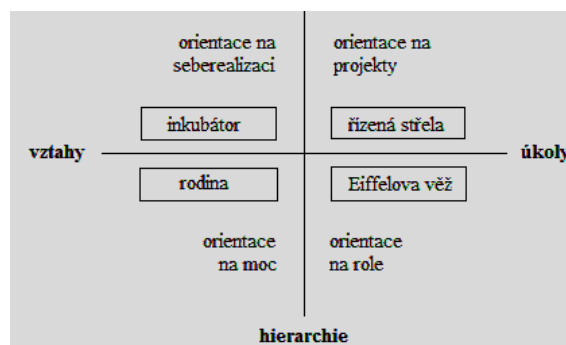 orientace na
seberealizaci
orientace na
projekty
inkubátor
řízená střela
vztahy
úkoly
rodina
Eiffelova věž
orientace
na moc
orientace
na role
hierarchie